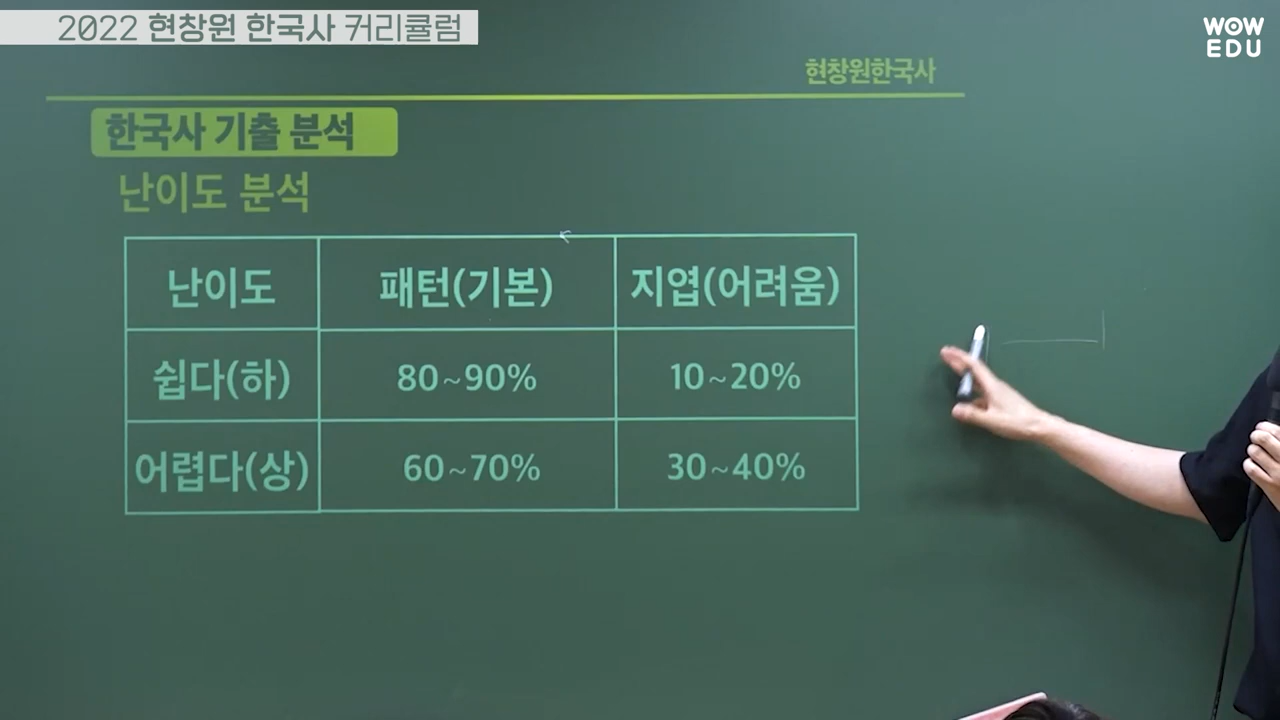 2022 현창원 한국사 커리큘럼
WOW
EDU
현창원한국사
한국사 기출 분석
난이도 분석
난이도 패턴(기본) 지엽(어려움)
쉽다(하) 80~90% 10~20%
어렵다(상) 60~70% 30~40%